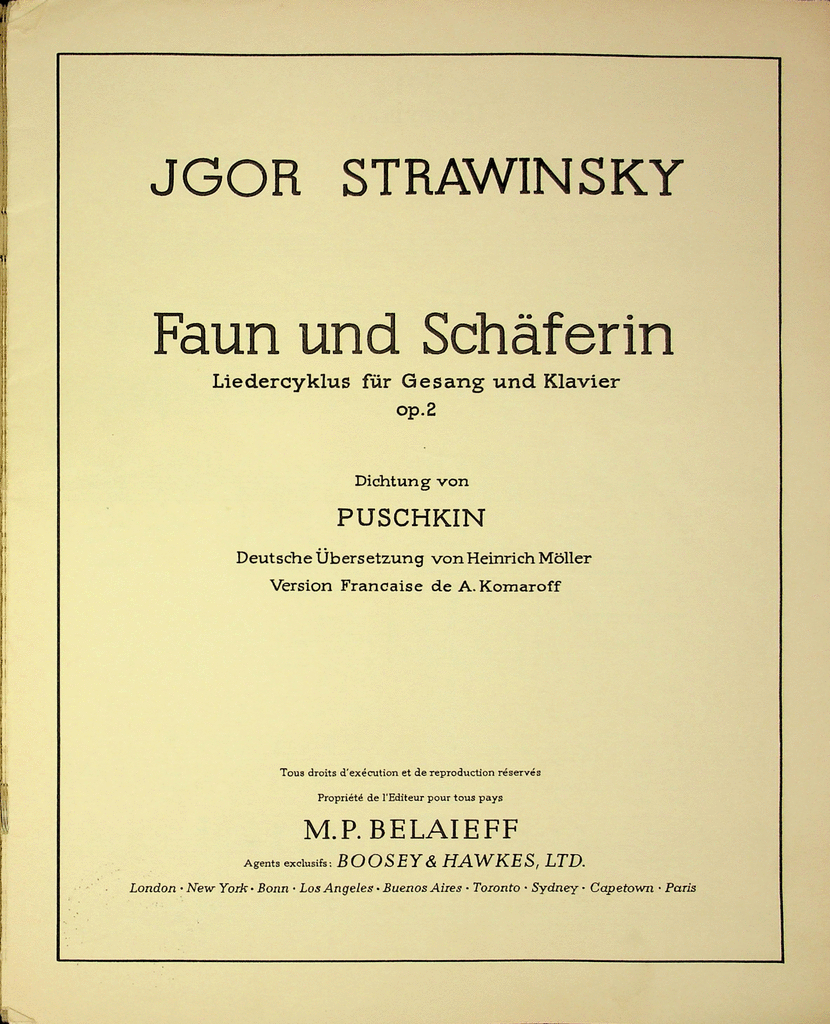 JGOR STRAWINSKY
Faun und Schäferin
Liedercyklus für Gesang und Klavier
op.2
Dichtung von
PUSCHKIN
Deutsche Übersetzung von Heinrich Möller
Version Francaise de A. Komaroff
Tous droits d'exécution et de reproduction réservés
Propriété de l'Editeur pour tous pays
M.P. BELAIEFF
Agents exclusifs: BOOSEY & HAWKES, LTD.
London · New York · Bonn · Los Angeles · Buenos Aires · Toronto · Sydney · Capetown · Paris